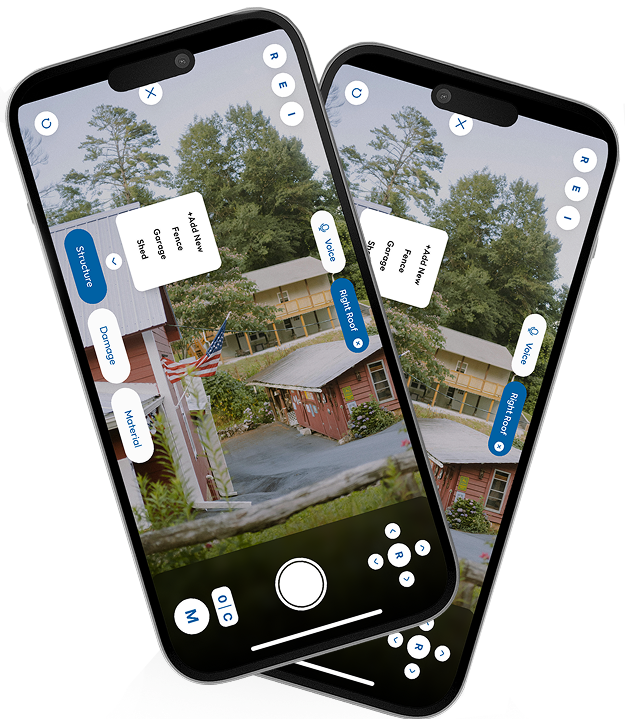 R
E
I
+Add New
Fence
Garage
Shed
Structure
Damage
Material
Voice
Right Roof
R
M
O|C
R
E
I
+Add New
Fence
Garage
Sh
Voice
Right Roof
R